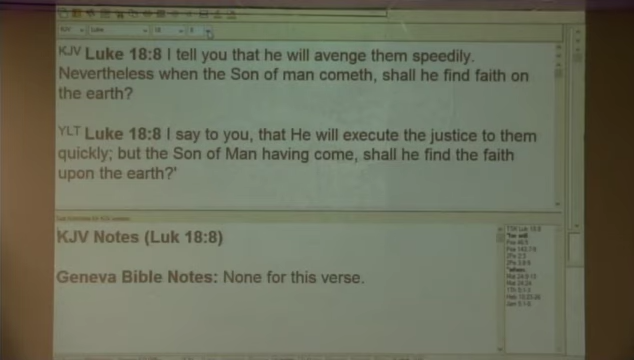 KJV Luke 18:8 I tell you that he will avenge them speedily.
Nevertheless when the Son of man cometh, shall he find faith on
the earth?
YLT Luke 18:8 I say to you, that He will execute the justice to them
quickly; but the Son of Man having come, shall he find the faith
upon the earth?'
KJV Notes (Luk 18:8)
Geneva Bible Notes: None for this verse.